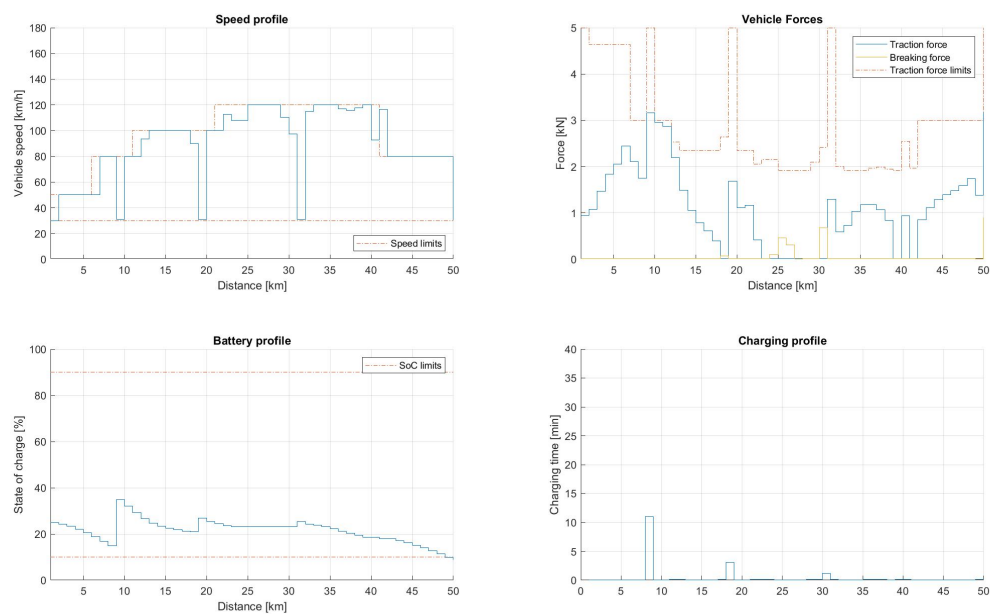 Speed profile
180
160
140
120
100
80
60
40
20
0
Vehicle speed [km/h]
Speed limits
5 10 15 20 25 30 35 40 45 50
Distance [km]
Vehicle Forces
5
4
3
2
1
0
Force [kN]
Traction force
Breaking force
Traction force limits
5 10 15 20 25 30 35 40 45 50
Distance [km]
Battery profile
100
80
60
40
20
0
State of charge [%]
SoC limits
5 10 15 20 25 30 35 40 45 50
Distance [km]
Charging profile
40
35
30
25
20
15
10
5
0
Charging time [min]
0 5 10 15 20 25 30 35 40 45 50
Distance [km]